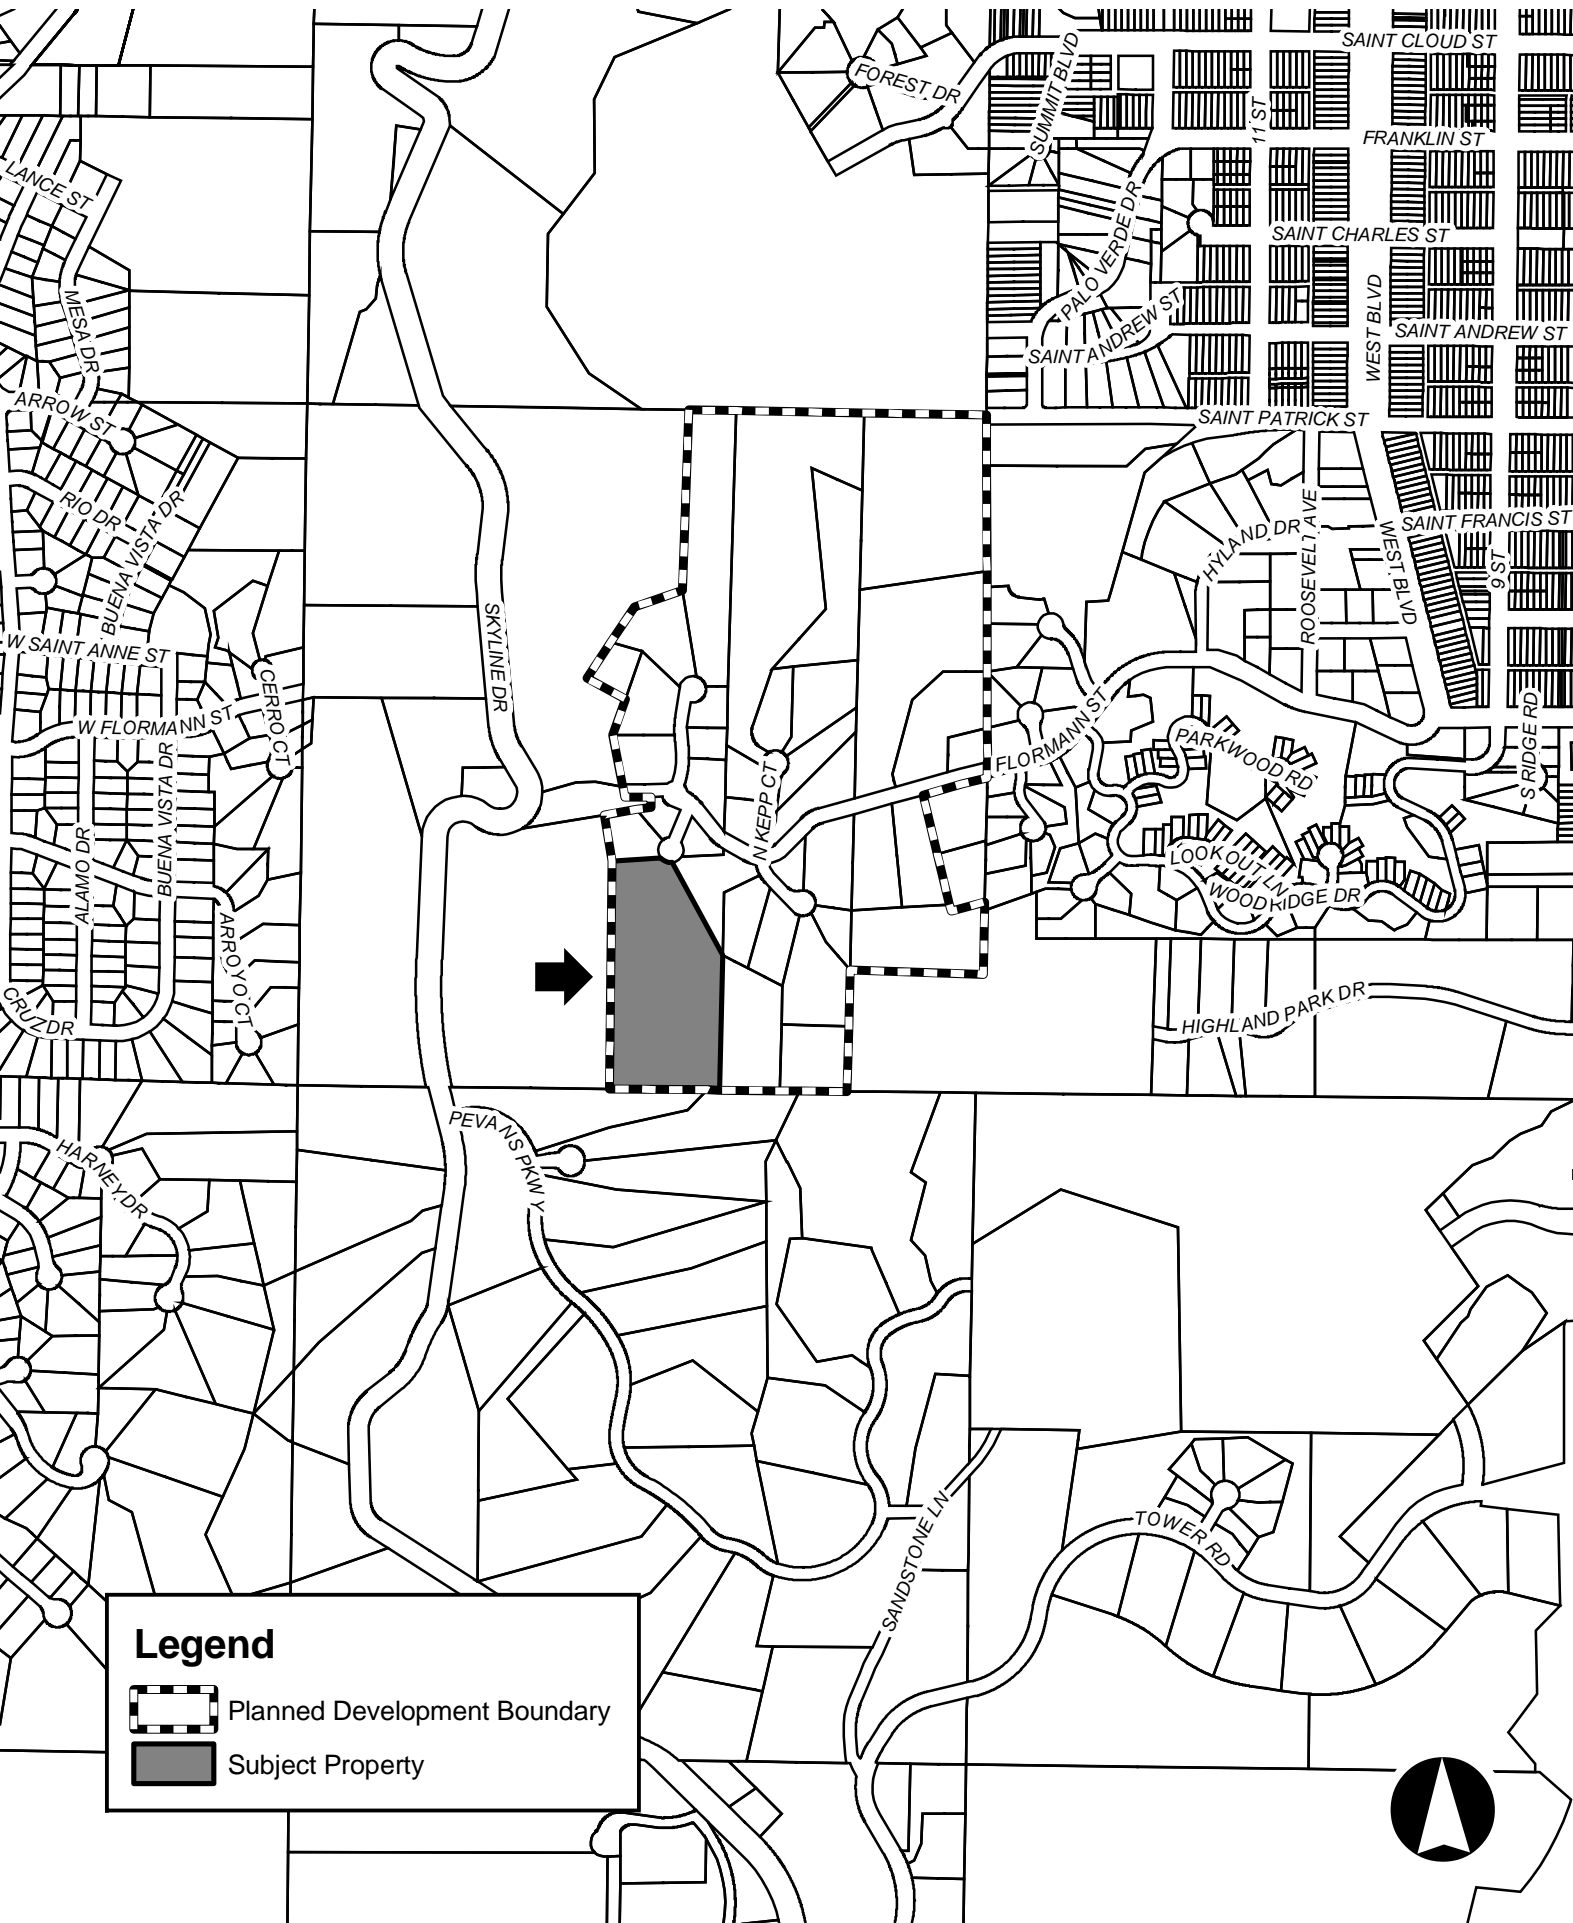 SAINT CLOUD ST
FOREST DR
SUMMIT BLVD
11 ST
FRANKLIN ST
LANCE ST
PALO VERDE DR
SAINT CHARLES ST
MESA DR
WEST BLVD
SAINT ANDREW ST
SAINT ANDREW ST
ARROW ST
SAINT PATRICK ST
RIO DR
BUENA VISTA DR
HYLAND DR
ROOSEVELT AVE
WEST BLVD
SAINT FRANCIS ST
9 ST
SKYLINE DR
W SAINT ANNE ST
CERRO CT
W FLORMANN ST
FLORMANN ST
PARKWOOD RD
S RIDGE RD
ALAMO DR
BUENA VISTA DR
N KEPP CT
LOOKOUT LN
WOODRIDGE DR
ARROYO CT
CRUZ DR
HIGHLAND PARK DR
PEVANS PKWY
HARNEY DR
SANDSTONE LN
TOWER RD
Legend
Planned Development Boundary
Subject Property